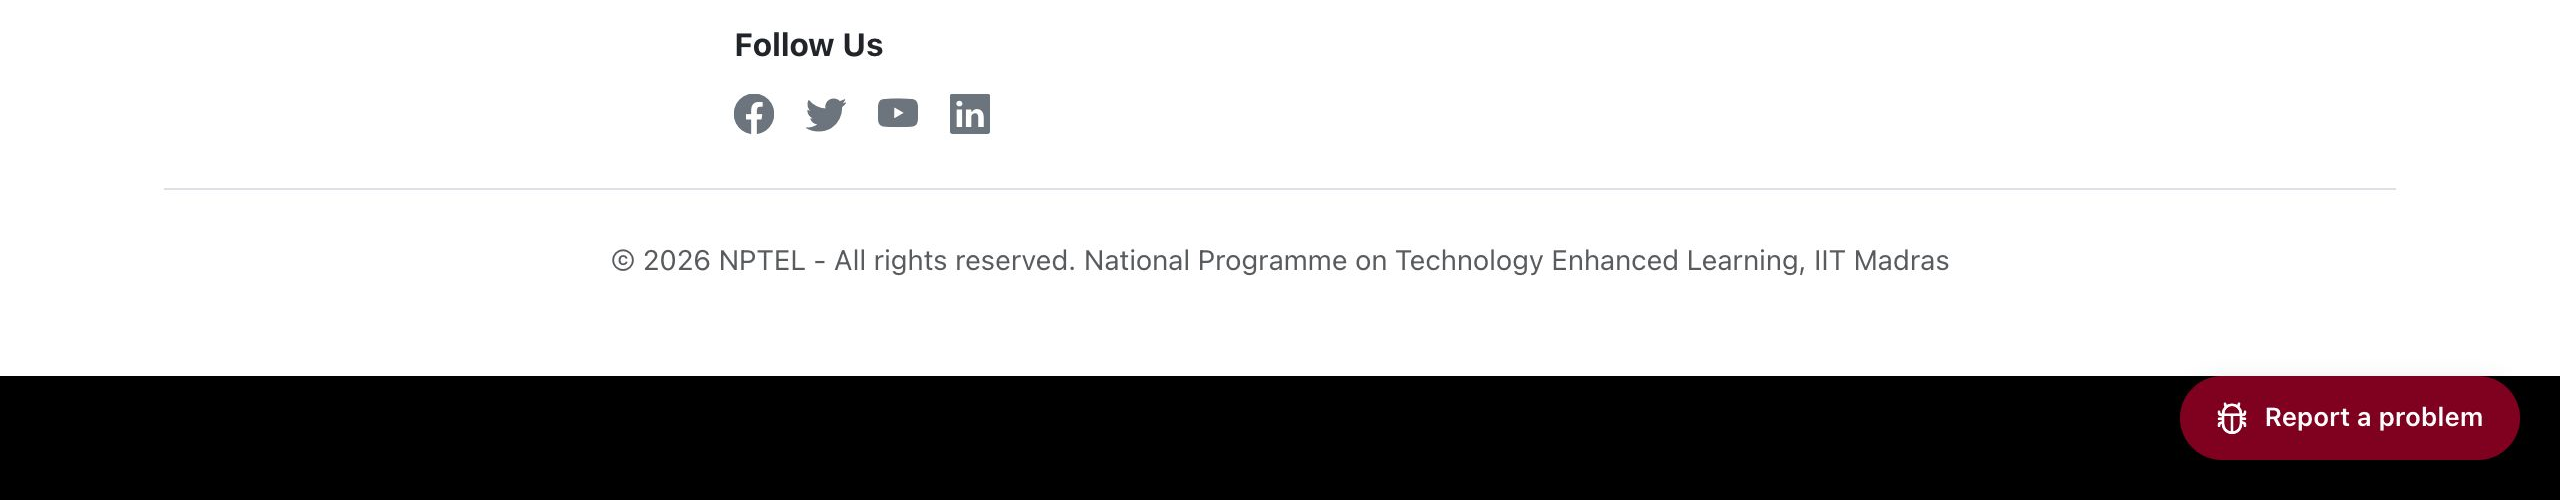 Follow Us
© 2026 NPTEL - All rights reserved. National Programme on Technology Enhanced Learning, IIT Madras
Report a problem